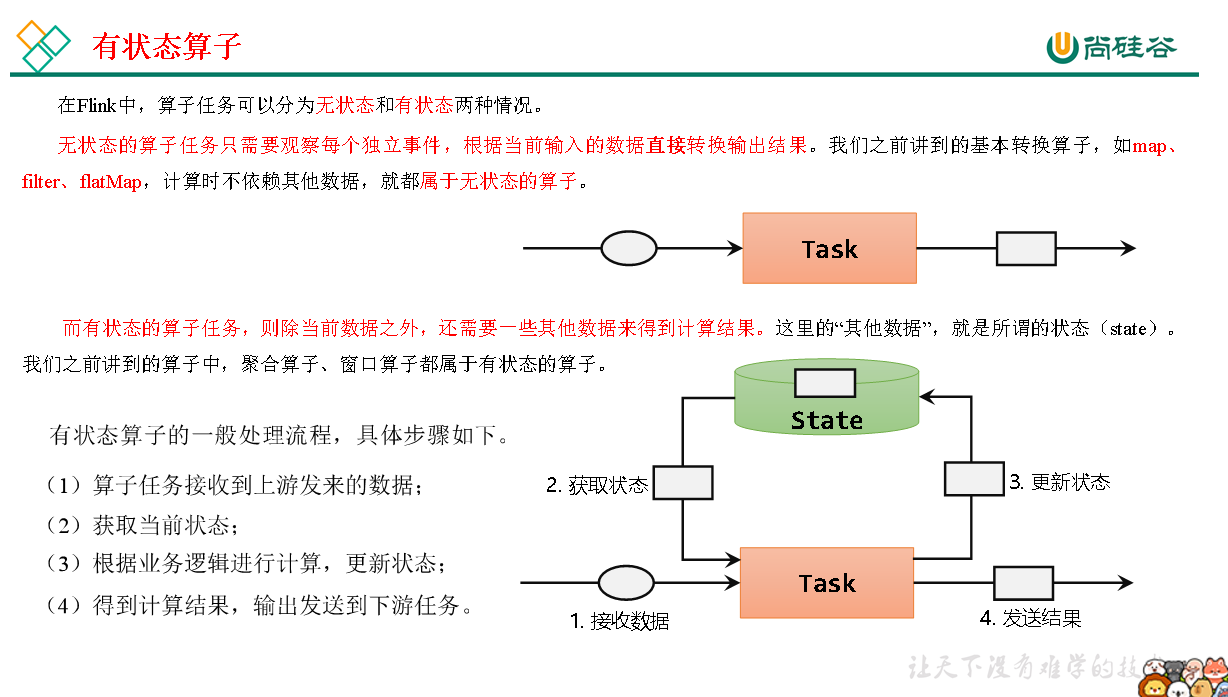 有状态算子
尚硅谷
在Flink中，算子任务可以分为无状态和有状态两种情况。
无状态的算子任务只需要观察每个独立事件，根据当前输入的数据直接转换输出结果。我们之前讲到的基本转换算子，如map、
filter、flatMap，计算时不依赖其他数据，就都属于无状态的算子。
Task
而有状态的算子任务，则除当前数据之外，还需要一些其他数据来得到计算结果。这里的“其他数据”，就是所谓的状态（state）。
我们之前讲到的算子中，聚合算子、窗口算子都属于有状态的算子。
State
有状态算子的一般处理流程，具体步骤如下。
（1）算子任务接收到上游发来的数据；
（2）获取当前状态；
（3）根据业务逻辑进行计算，更新状态；
（4）得到计算结果，输出发送到下游任务。
2. 获取状态
3. 更新状态
Task
1. 接收数据
4. 发送结果
让天下没有难学的技